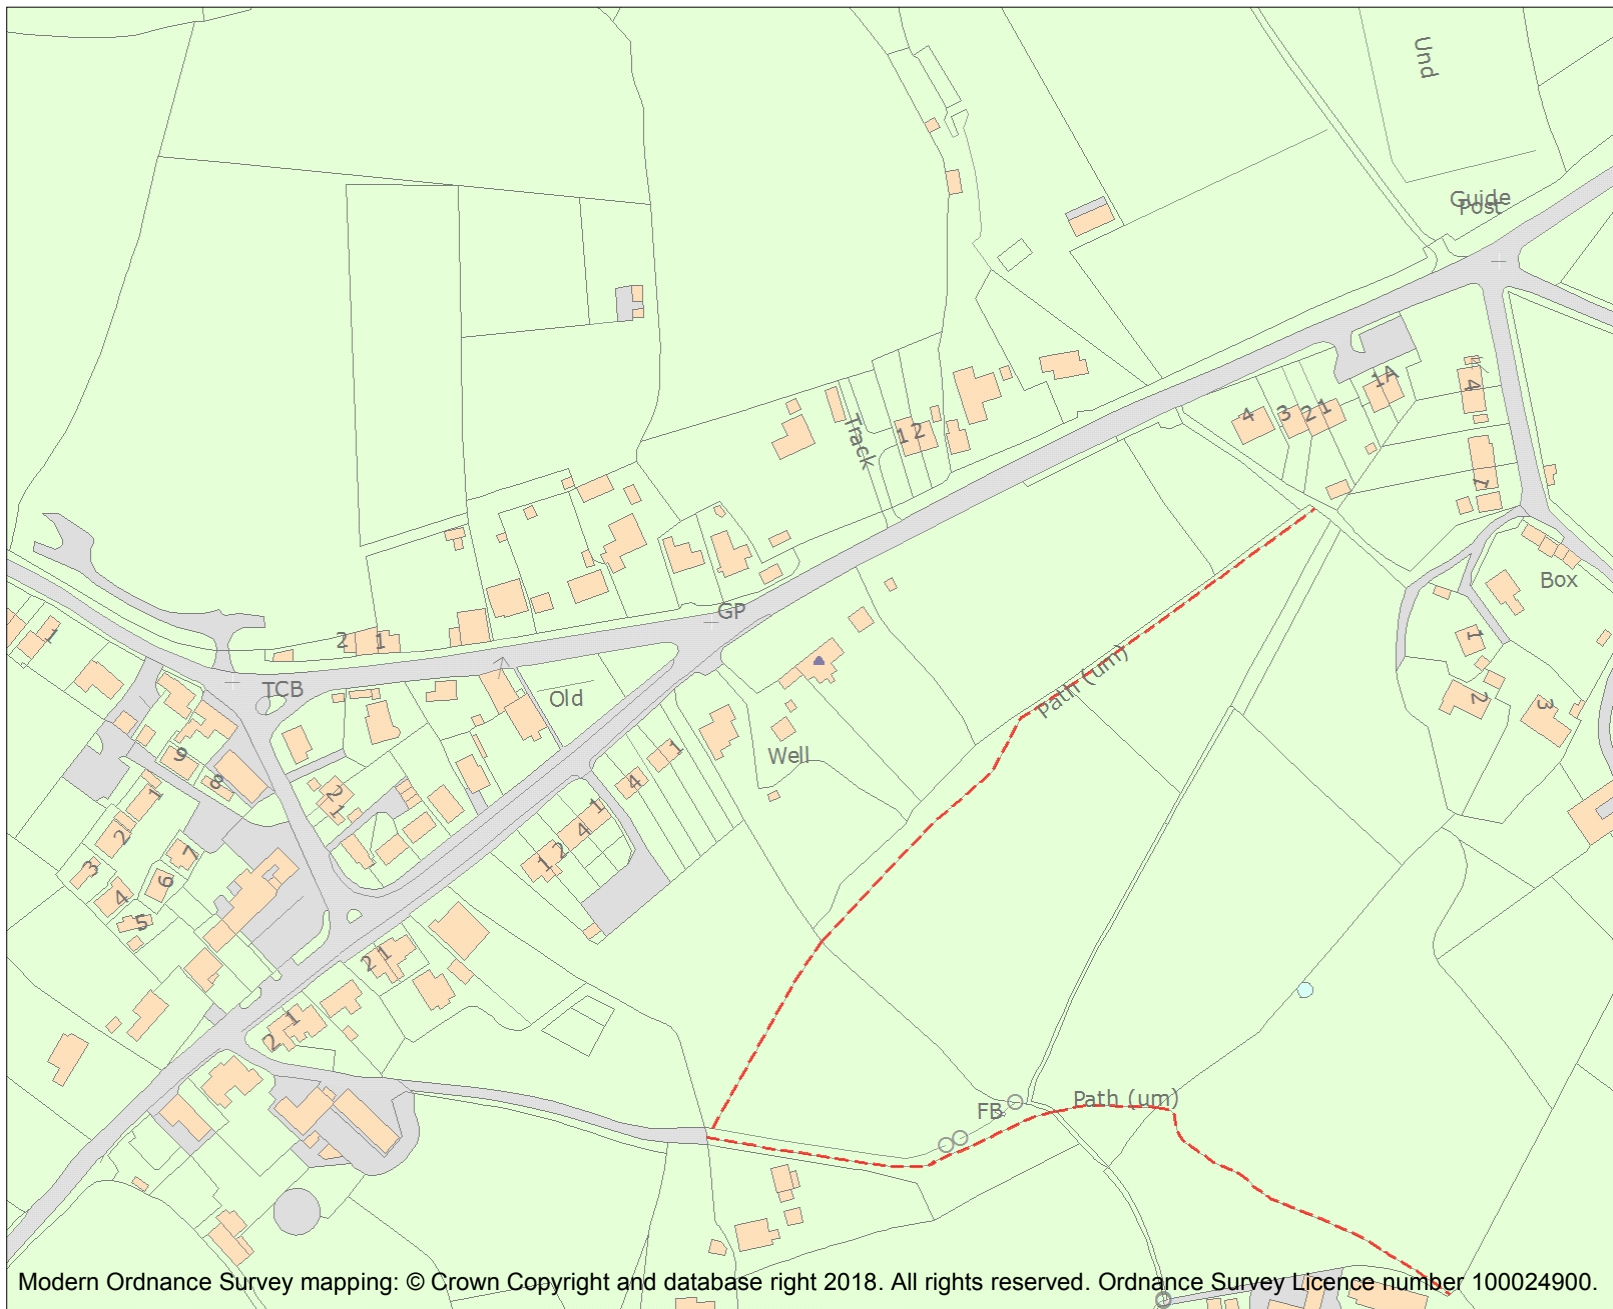 Und
Guide
Post
1A
4
3
2
1
4
1
Track
1
2
GP
Box
1
2
3
1
2
1
TCB
Old
Path (um)
Well
9
8
1
2
3
4
5
7
6
2
1
1
4
1
4
1
2
2
1
1
2
FB
Path (um)
Modern Ordnance Survey mapping: © Crown Copyright and database right 2018. All rights reserved. Ordnance Survey Licence number 100024900.